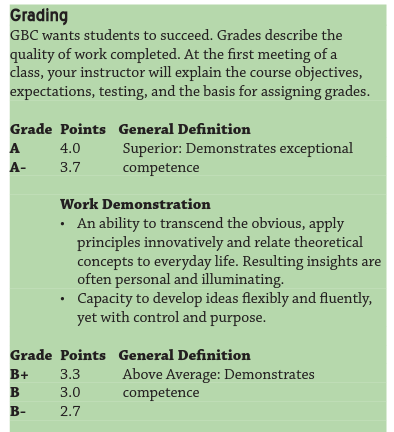 Grading
GBC wants students to succeed. Grades describe the
quality of work completed. At the first meeting of a
class, your instructor will explain the course objectives,
expectations, testing, and the basis for assigning grades.
Grade Points General Definition
A 4.0 Superior: Demonstrates exceptional
A- 3.7 competence
Work Demonstration
• An ability to transcend the obvious, apply
principles innovatively and relate theoretical
concepts to everyday life. Resulting insights are
often personal and illuminating.
• Capacity to develop ideas flexibly and fluently,
yet with control and purpose.
Grade Points General Definition
B+ 3.3 Above Average: Demonstrates
B 3.0 competence
B- 2.7